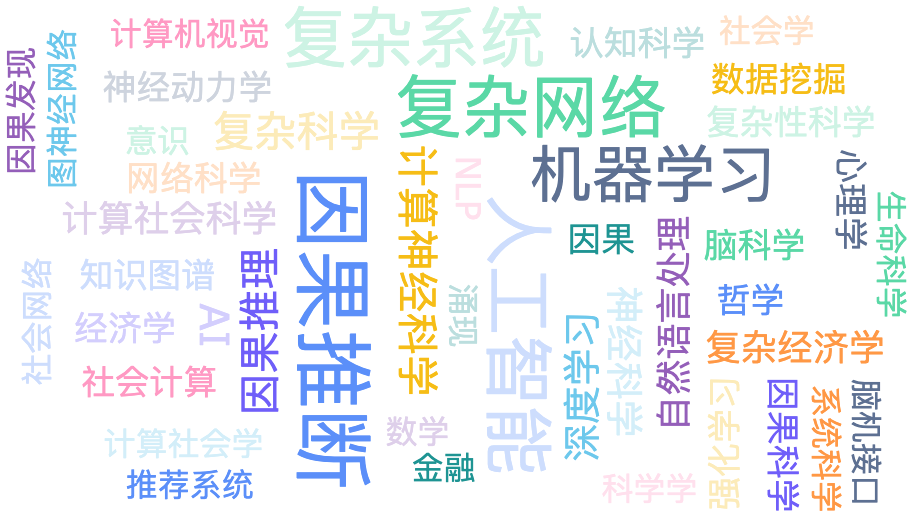 复杂系统
计算机视觉
认知科学
社会学
因果发现
图神经网络
神经动力学
复杂网络
数据挖掘
意识
复杂科学
复杂性科学
网络科学
计算神经科学
NLP
机器学习
心理学
计算社会科学
因果推断
人工智能
因果
自然语言处理
脑科学
生命科学
社会网络
知识图谱
因果推理
涌现
神经科学
哲学
经济学
AI
深度学习
复杂经济学
社会计算
强化学习
因果科学
系统科学
脑机接口
计算社会学
数学
推荐系统
金融
科学学